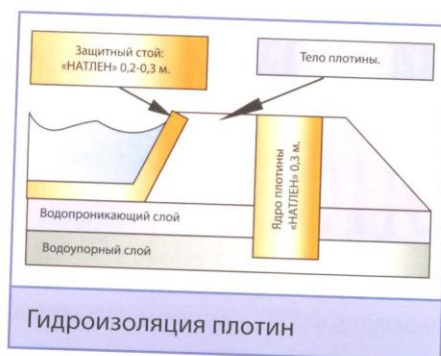 Защитный стой:
«НАТЛЕН» 0,2-0,3 м.
Тело плотины.
Ядро плотины
«НАТЛЕН» 0,3 м.
Водопроникающий слой
Водоупорный слой
Гидроизоляция плотин